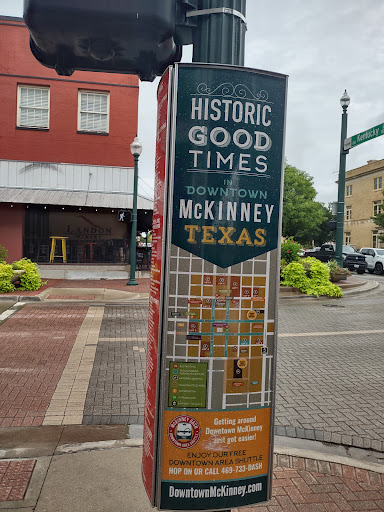 HISTORIC
GOOD
TIMES
IN
DOWNTOWN
McKINNEY
TEXAS
Kentucky
LANDON
Getting around
Downtown McKinney
just got easier!
ENJOY OUR FREE
DOWNTOWN AREA SHUTTLE
HOP ON OR CALL 469-733-DASH
DowntownMcKinney.com